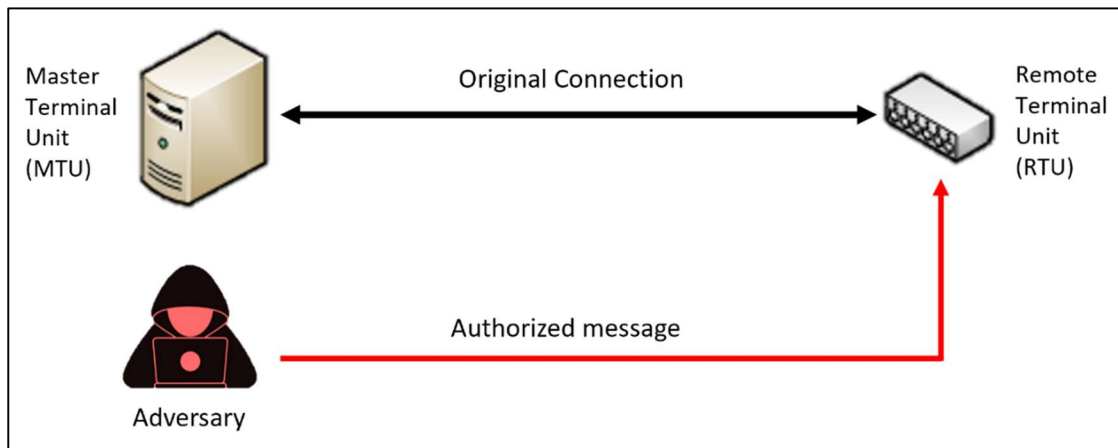 Master
Terminal
Unit
(MTU)
Original Connection
Remote
Terminal
Unit
(RTU)
Authorized message
Adversary